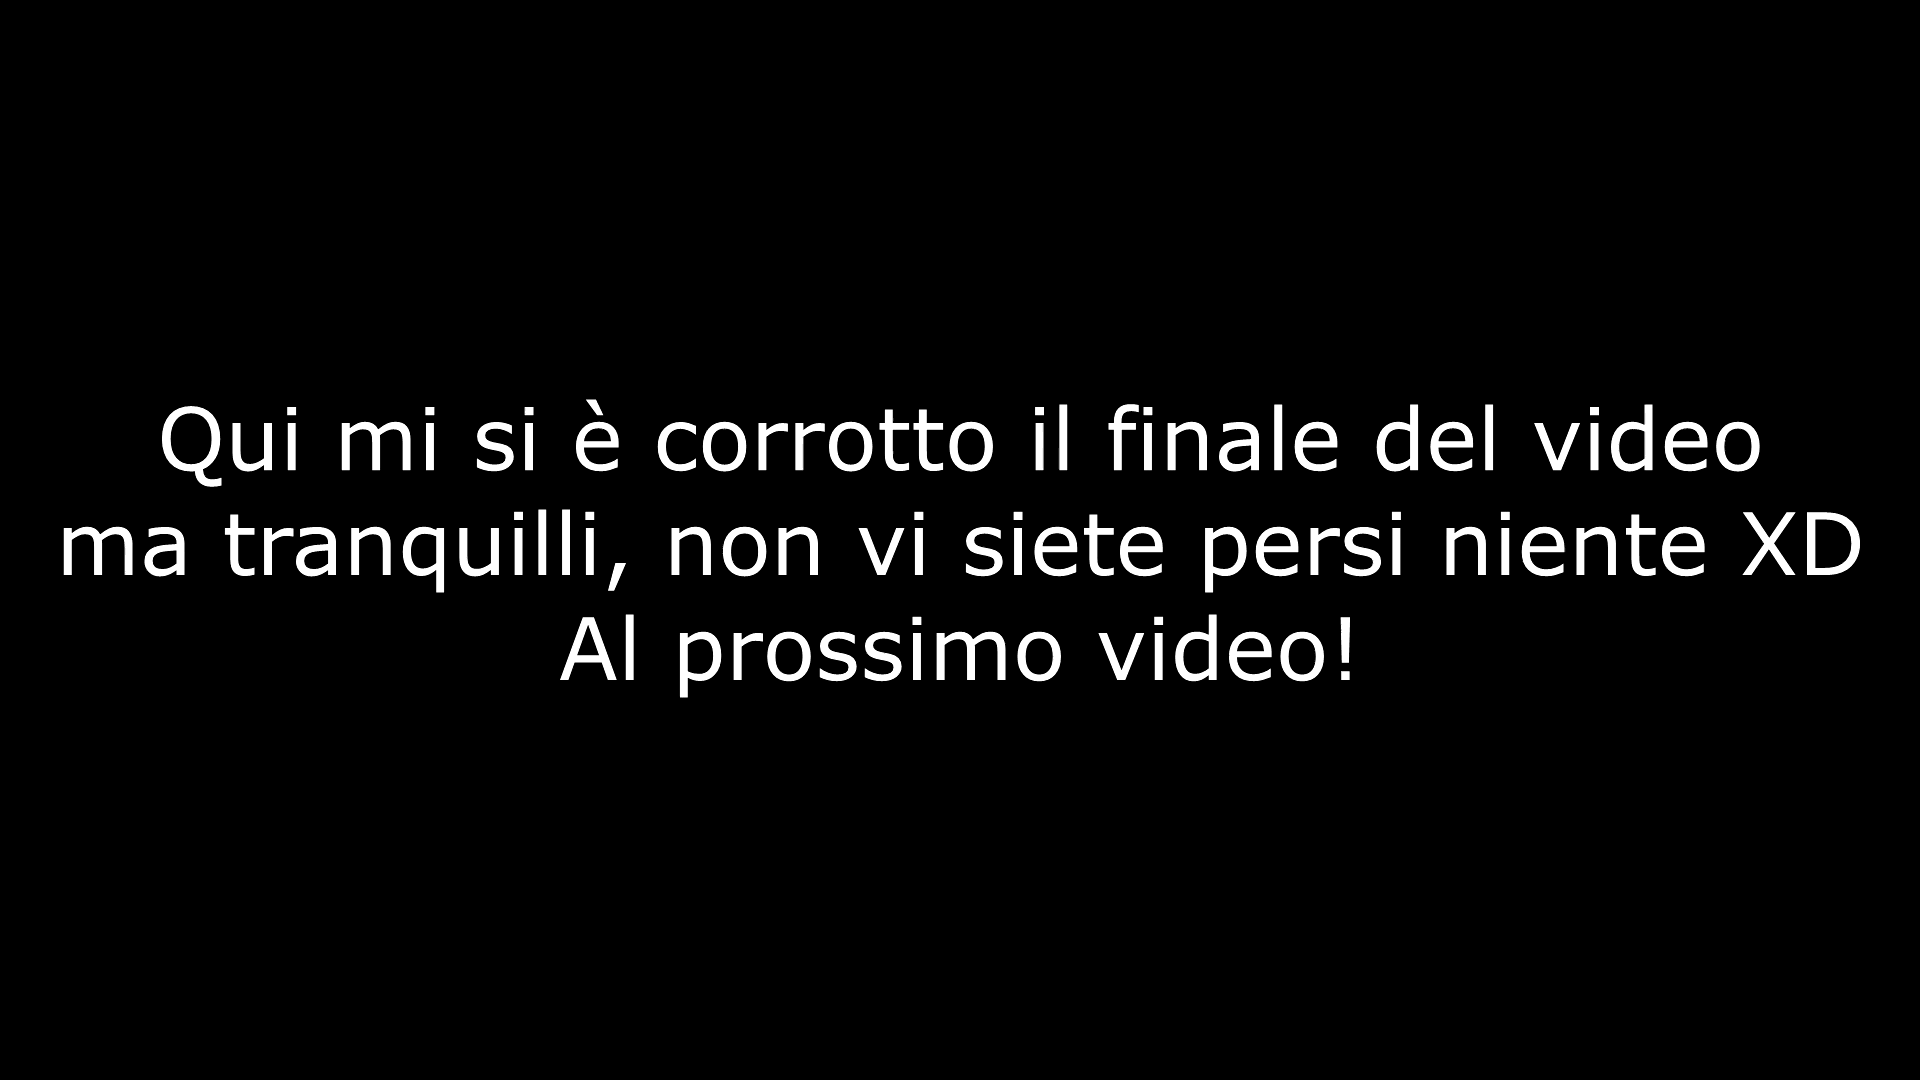 Qui mi si è corrotto il finale del video
ma tranquilli, non vi siete persi niente XD
Al prossimo video!